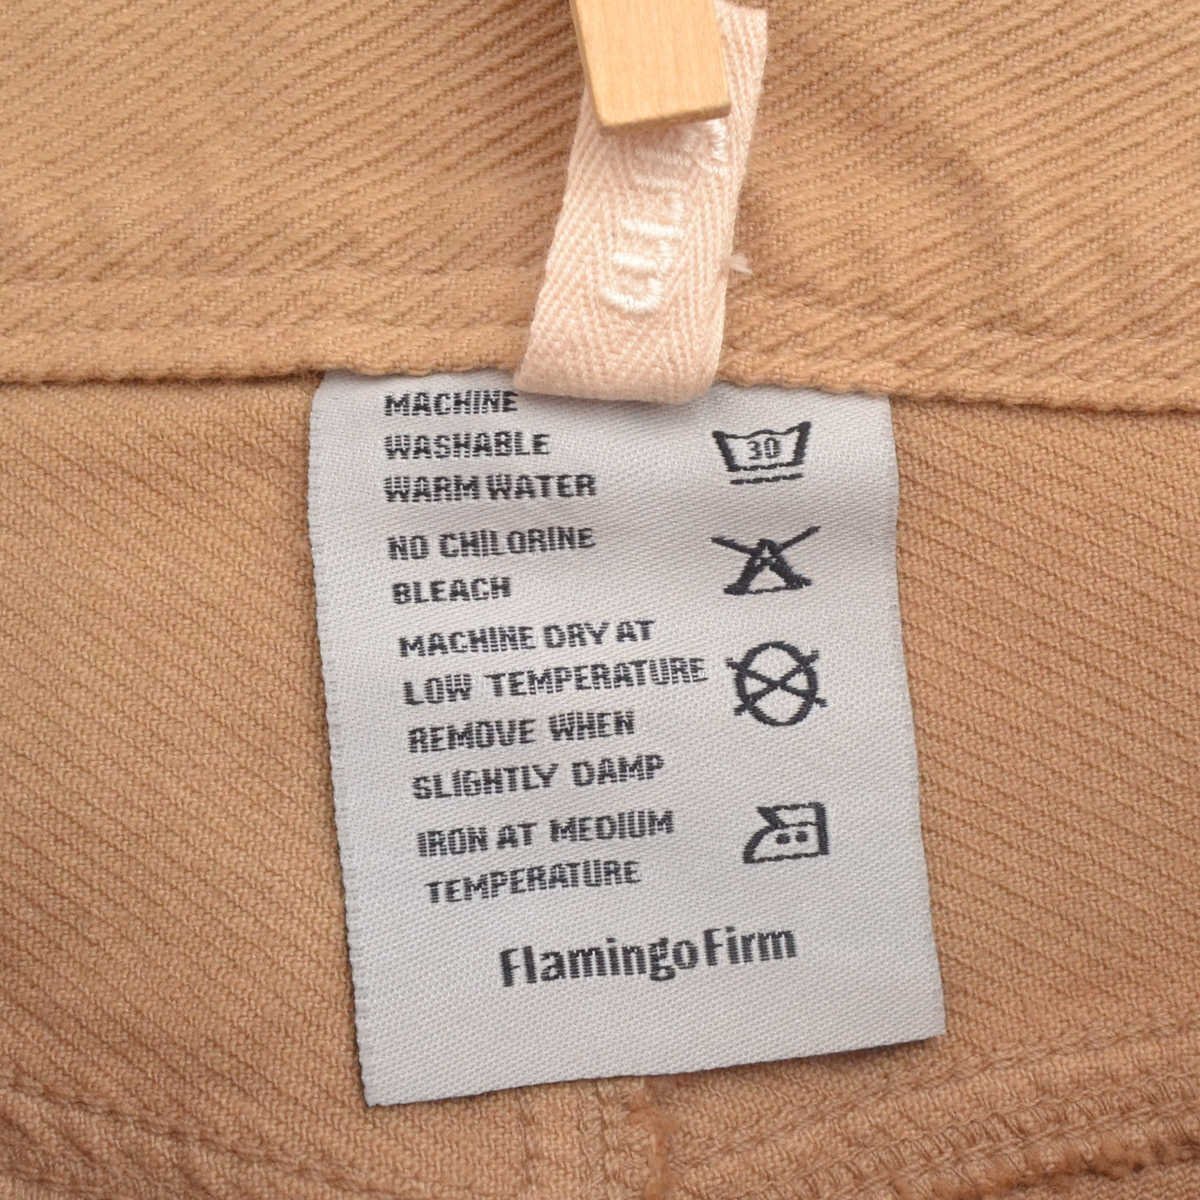 MACHINE
WASHABLE
WARM WATER
30
NO CHILORINE
BLEACH
MACHINE DRY AT
LOW TEMPERATURE
REMOVE WHEN
SLIGHTLY DAMP
IRON AT MEDIUM
TEMPERATURE
FlamingoFirm